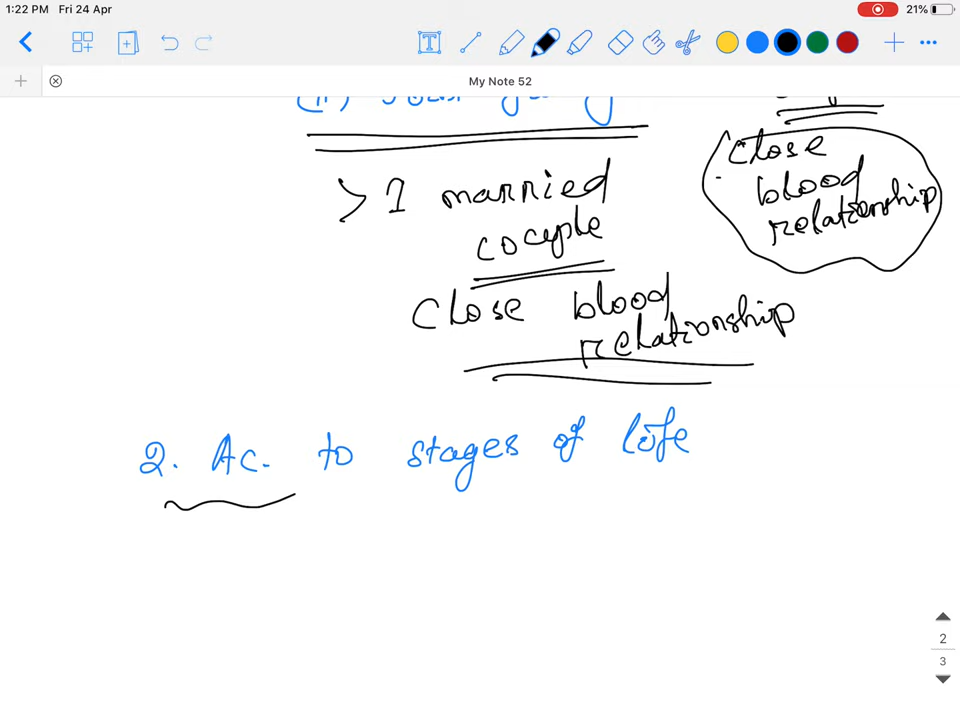 1:22 PM Fri 24 Apr
21%
My Note 52
(ii)
> 1 married
couple
close blood
relationship
close
blood
relationship
2. Ac. to stages of life
2
3